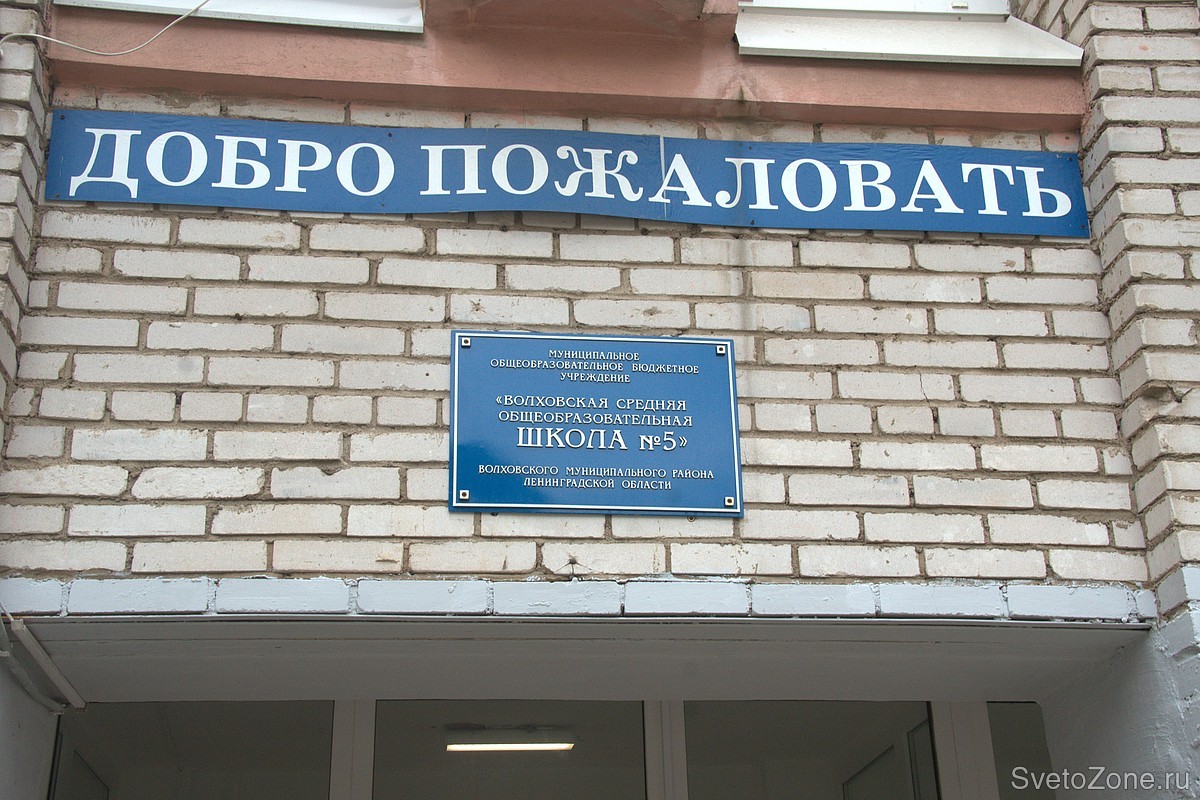 ДОБРО ПОЖАЛОВАТЬ
МУНИЦИПАЛЬНОЕ
ОБЩЕОБРАЗОВАТЕЛЬНОЕ БЮДЖЕТНОЕ
УЧРЕЖДЕНИЕ
«ВОЛХОВСКАЯ СРЕДНЯЯ
ОБЩЕОБРАЗОВАТЕЛЬНАЯ
ШКОЛА №5»
ВОЛХОВСКОГО МУНИЦИПАЛЬНОГО РАЙОНА
ЛЕНИНГРАДСКОЙ ОБЛАСТИ
SvetoZone.ru